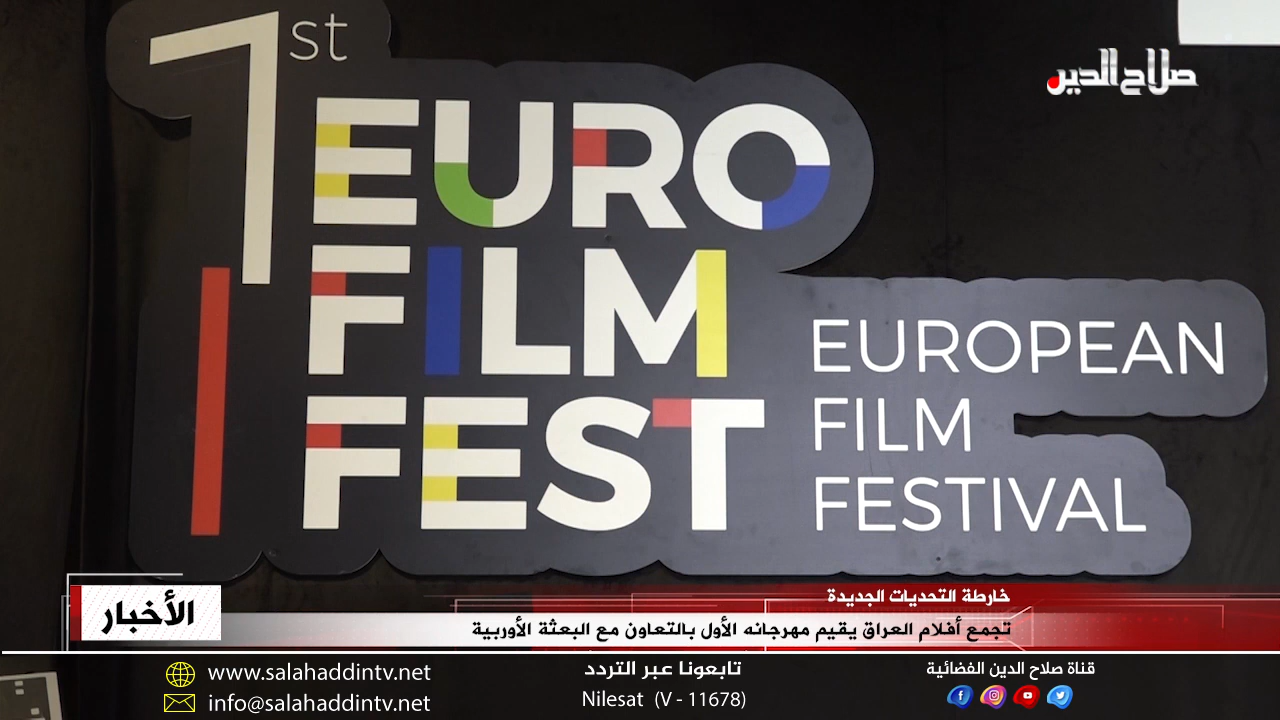 1st
EURO
FILM
FEST
EUROPEAN
FILM
FESTIVAL
صلاح الدين
خارطة التحديات الجديدة
الأخبار
تجمع أفلام العراق يقيم مهرجانه الأول بالتعاون مع البعثة الأوربية
www.salahaddintv.net
info@salahaddintv.net
تابعونا عبر التردد
Nilesat (V - 11678)
قناة صلاح الدين الفضائية